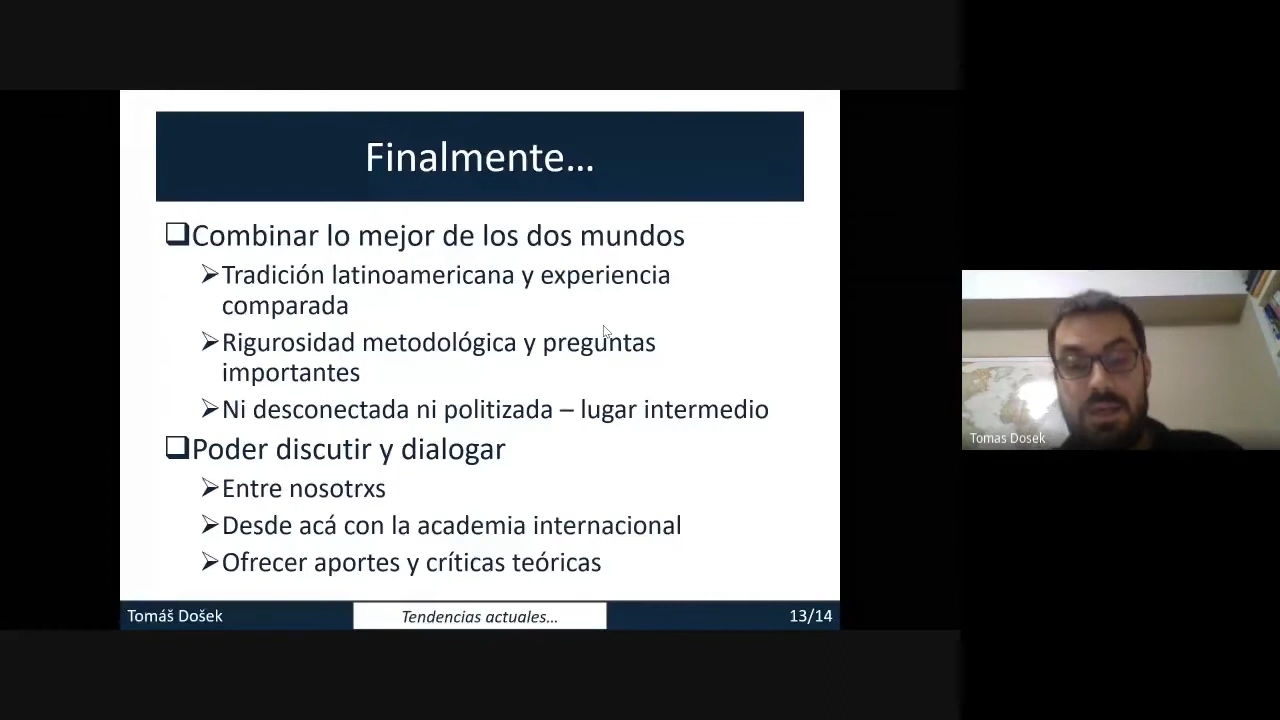 Finalmente…
Combinar lo mejor de los dos mundos
Tradición latinoamericana y experiencia
comparada
Rigurosidad metodológica y preguntas
importantes
Ni desconectada ni politizada – lugar intermedio
Poder discutir y dialogar
Entre nosotrxs
Desde acá con la academia internacional
Ofrecer aportes y críticas teóricas
Tomáš Došek
Tendencias actuales…
13/14
Tomas Dosek